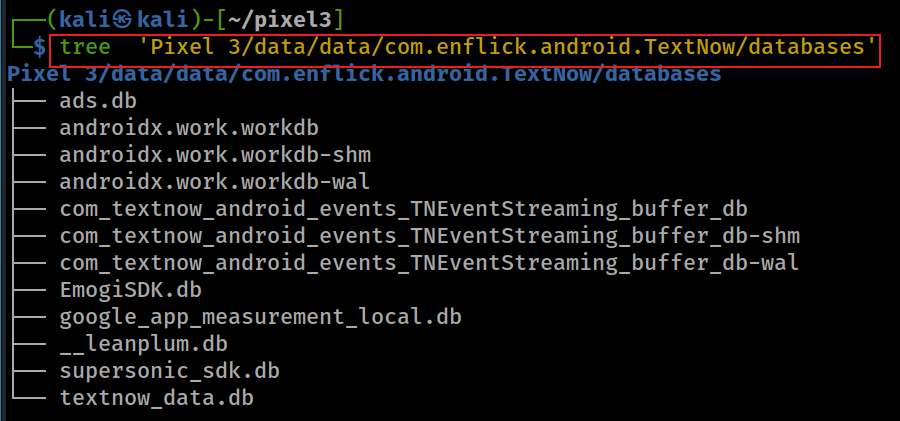 ┌──(kali㉿kali)-[~/pixel3]
└─$ tree 'Pixel 3/data/data/com.enflick.android.TextNow/databases'
Pixel 3/data/data/com.enflick.android.TextNow/databases
├── ads.db
├── androidx.work.workdb
├── androidx.work.workdb-shm
├── androidx.work.workdb-wal
├── com_textnow_android_events_TNEventStreaming_buffer_db
├── com_textnow_android_events_TNEventStreaming_buffer_db-shm
├── com_textnow_android_events_TNEventStreaming_buffer_db-wal
├── EmogiSDK.db
├── google_app_measurement_local.db
├── __leanplum.db
├── supersonic_sdk.db
└── textnow_data.db